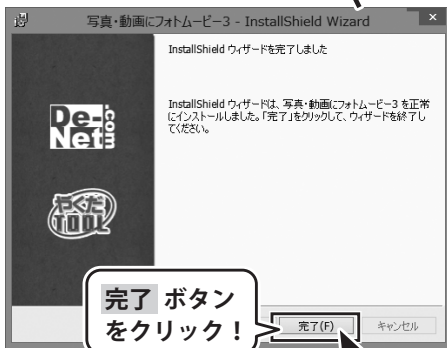 写真・動画にフォトムービー3 - InstallShield Wizard
InstallShield ウィザードを完了しました
InstallShield ウィザードは、写真・動画にフォトムービー3 を正常
にインストールしました。「完了」をクリックして、ウィザードを終了し
てください。
De-
Net
.com
やくだ
TOOL
完了 ボタン
をクリック！
完了(F)
キャンセル